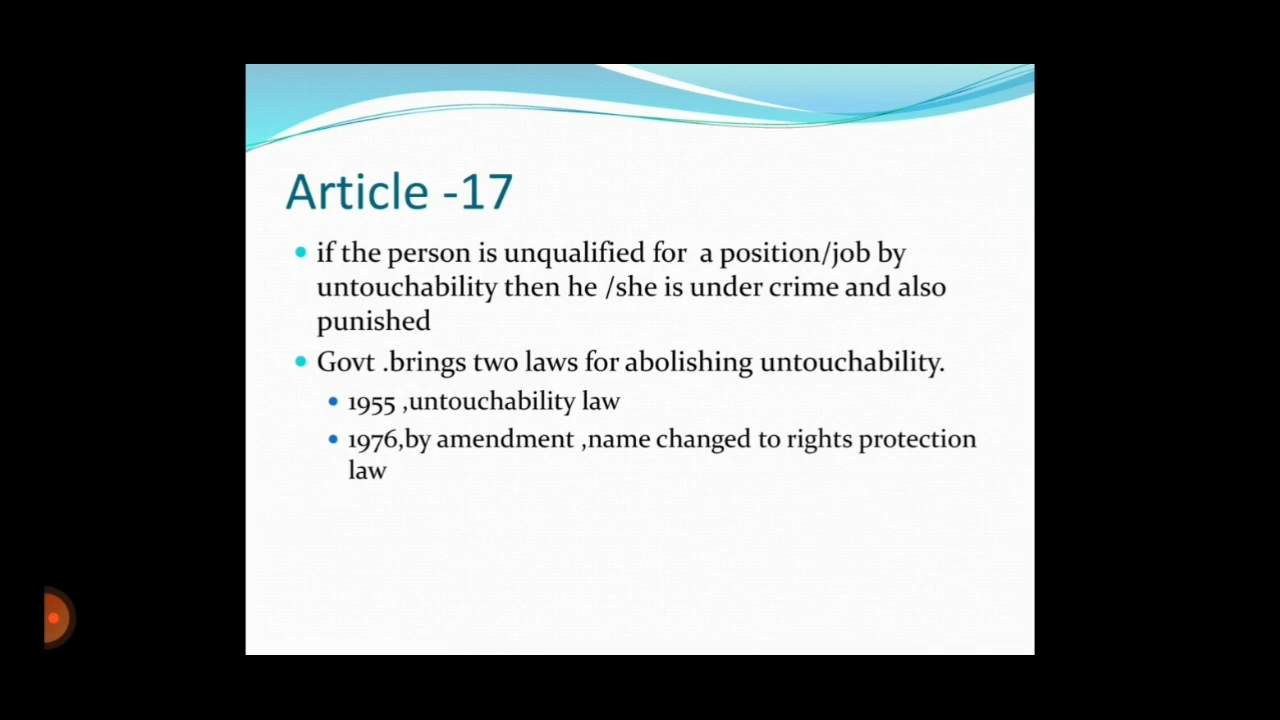 Article -17
if the person is unqualified for a position/job by
untouchability then he /she is under crime and also
punished
Govt .brings two laws for abolishing untouchability.
1955 ,untouchability law
1976,by amendment ,name changed to rights protection
law